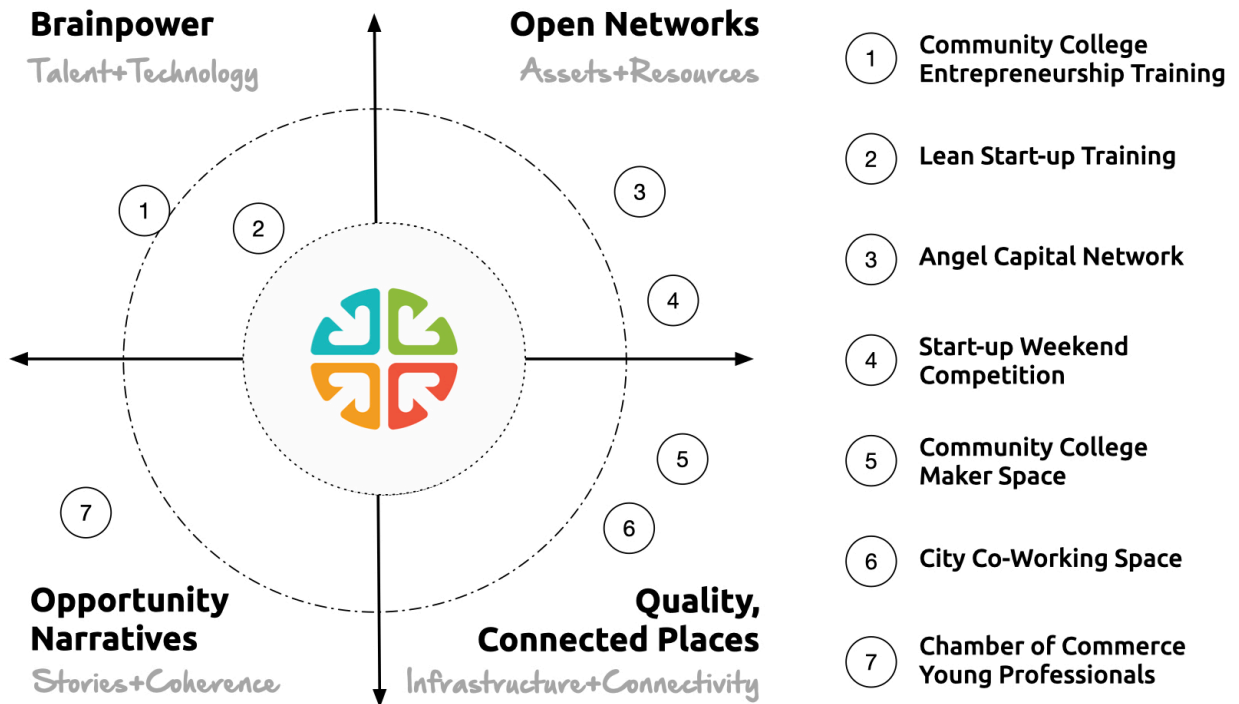 Brainpower
Talent+Technology
Open Networks
Assets+Resources
1
2
3
4
5
6
7
Opportunity
Narratives
Stories+Coherence
Quality,
Connected Places
Infrastructure+Connectivity
1
Community College
Entrepreneurship Training
2
Lean Start-up Training
3
Angel Capital Network
4
Start-up Weekend
Competition
5
Community College
Maker Space
6
City Co-Working Space
7
Chamber of Commerce
Young Professionals